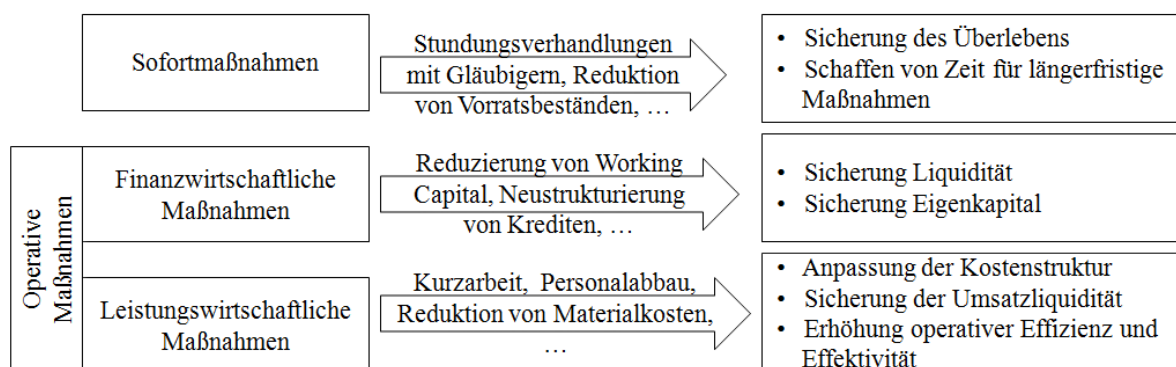 Sofortmaßnahmen
Stundungsverhandlungen
mit Gläubigern, Reduktion
von Vorratsbeständen, …
• Sicherung des Überlebens
• Schaffen von Zeit für längerfristige
Maßnahmen
Operative
Maßnahmen
Finanzwirtschaftliche
Maßnahmen
Reduzierung von Working
Capital, Neustrukturierung
von Krediten, …
• Sicherung Liquidität
• Sicherung Eigenkapital
Leistungswirtschaftliche
Maßnahmen
Kurzarbeit, Personalabbau,
Reduktion von Materialkosten,
…
• Anpassung der Kostenstruktur
• Sicherung der Umsatzliquidität
• Erhöhung operativer Effizienz und
Effektivität